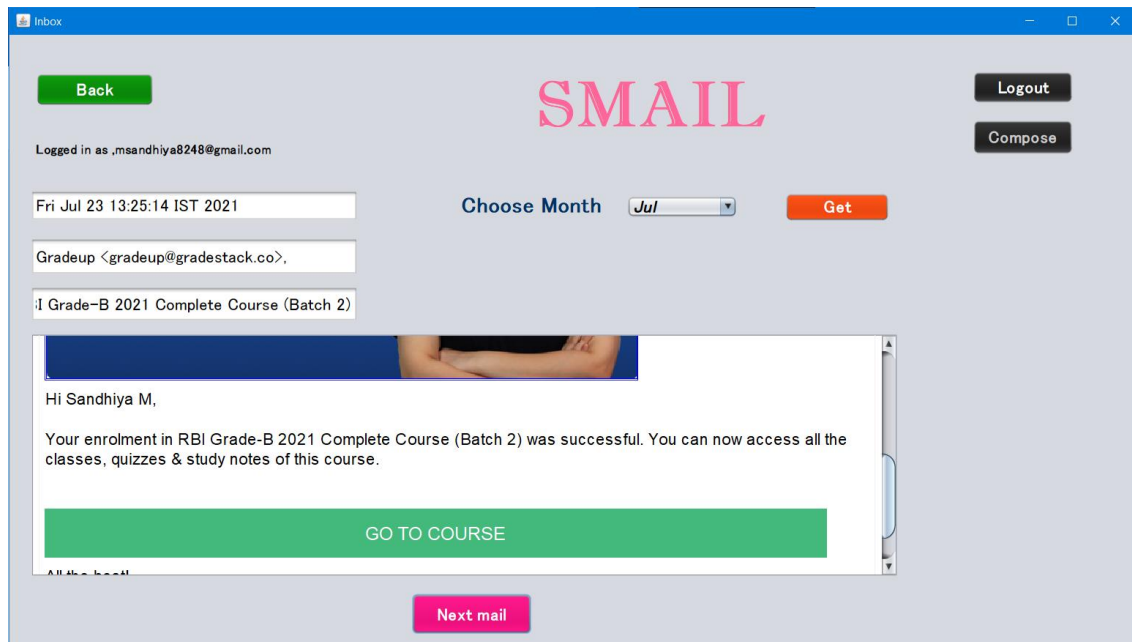 Inbox
Back
SMAIL
Logout
Compose
Logged in as ,msandhiya8248@gmail.com
Fri Jul 23 13:25:14 IST 2021
Choose Month
Jul
Get
Gradeup <gradeup@gradestack.co>,
I Grade-B 2021 Complete Course (Batch 2)
Hi Sandhiya M,
Your enrolment in RBI Grade-B 2021 Complete Course (Batch 2) was successful. You can now access all the
classes, quizzes & study notes of this course.
GO TO COURSE
All the best!
Next mail